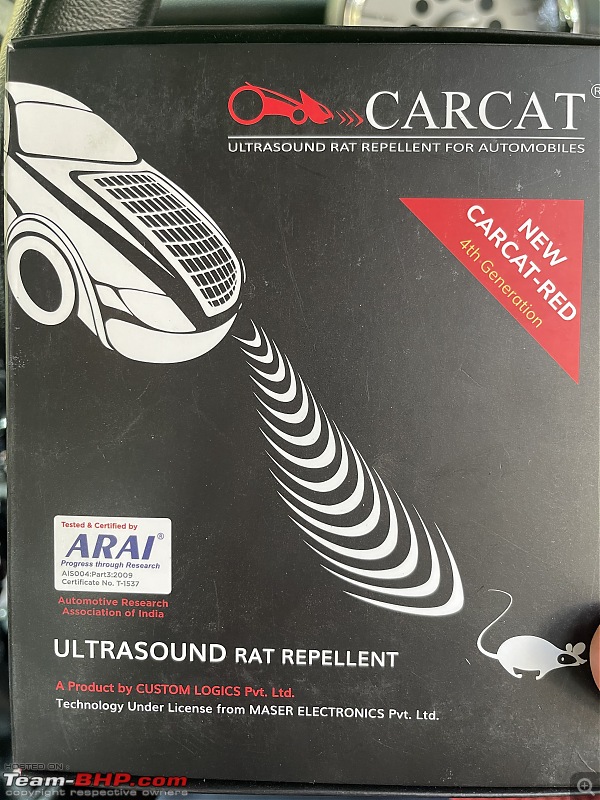 CARCAT®
ULTRASOUND RAT REPELLENT FOR AUTOMOBILES
NEW
CARCAT-RED
4th Generation
Tested & Certified by
ARAI®
Progress through Research
AIS004:Part3:2009
Certificate No. T-1537
Automotive Research
Association of India
ULTRASOUND RAT REPELLENT
A Product by CUSTOM LOGICS Pvt. Ltd.
Technology Under License from MASER ELECTRONICS Pvt. Ltd.
HOSTED ON
Team-BHP.com
copyright respective owners